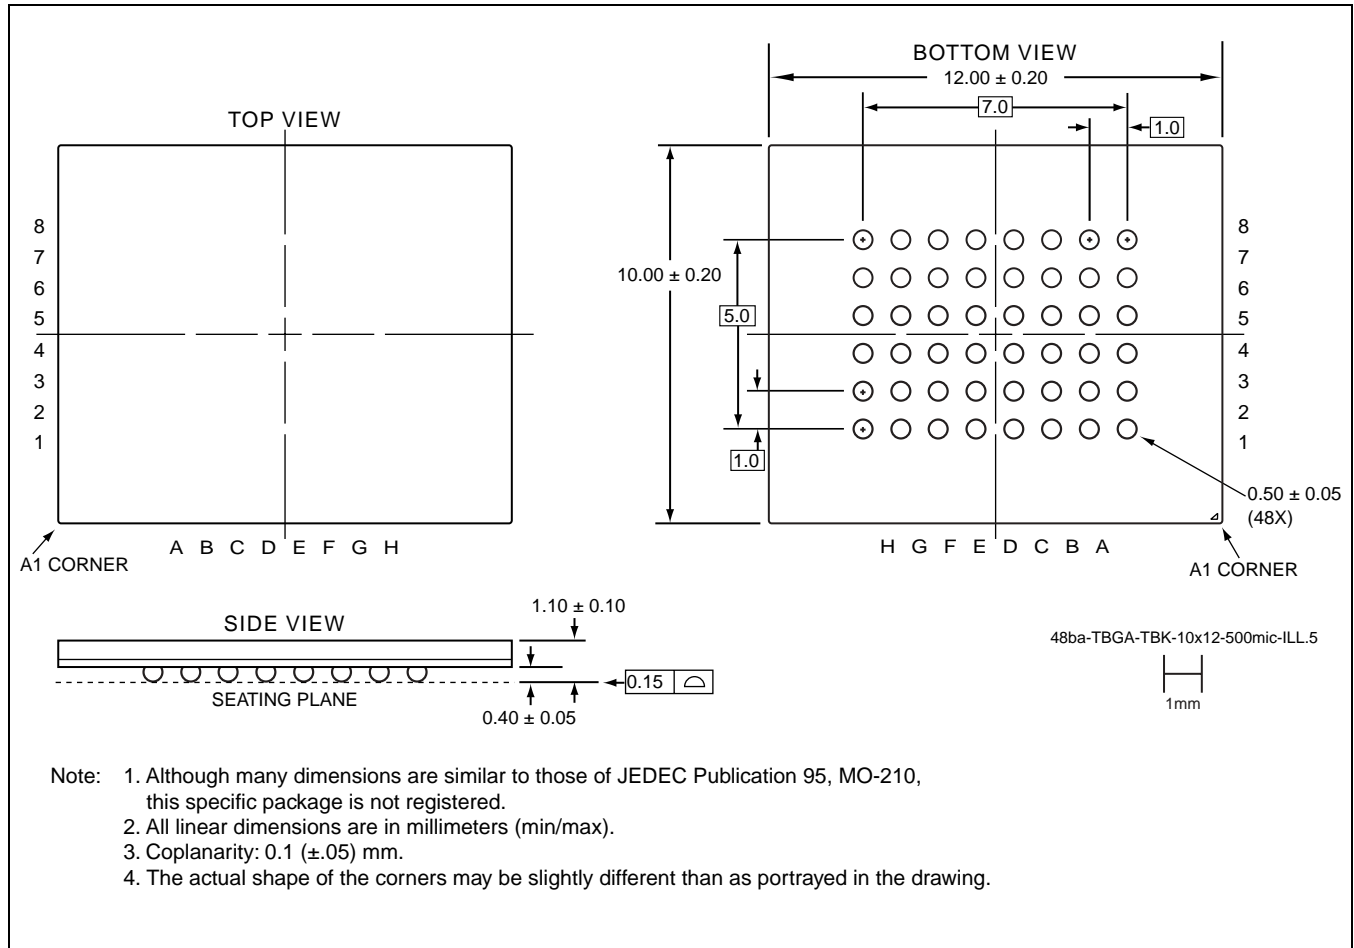 BOTTOM VIEW
12.00 ± 0.20
7.0
1.0
TOP VIEW
8
7
6
5
4
3
2
1
10.00 ± 0.20
5.0
1.0
8
7
6
5
4
3
2
1
0.50 ± 0.05
(48X)
A B C D E F G H
A1 CORNER
H G F E D C B A
A1 CORNER
SIDE VIEW
1.10 ± 0.10
0.15
SEATING PLANE
0.40 ± 0.05
48ba-TBGA-TBK-10x12-500mic-ILL.5
1mm
Note: 1. Although many dimensions are similar to those of JEDEC Publication 95, MO-210,
this specific package is not registered.
2. All linear dimensions are in millimeters (min/max).
3. Coplanarity: 0.1 (±.05) mm.
4. The actual shape of the corners may be slightly different than as portrayed in the drawing.